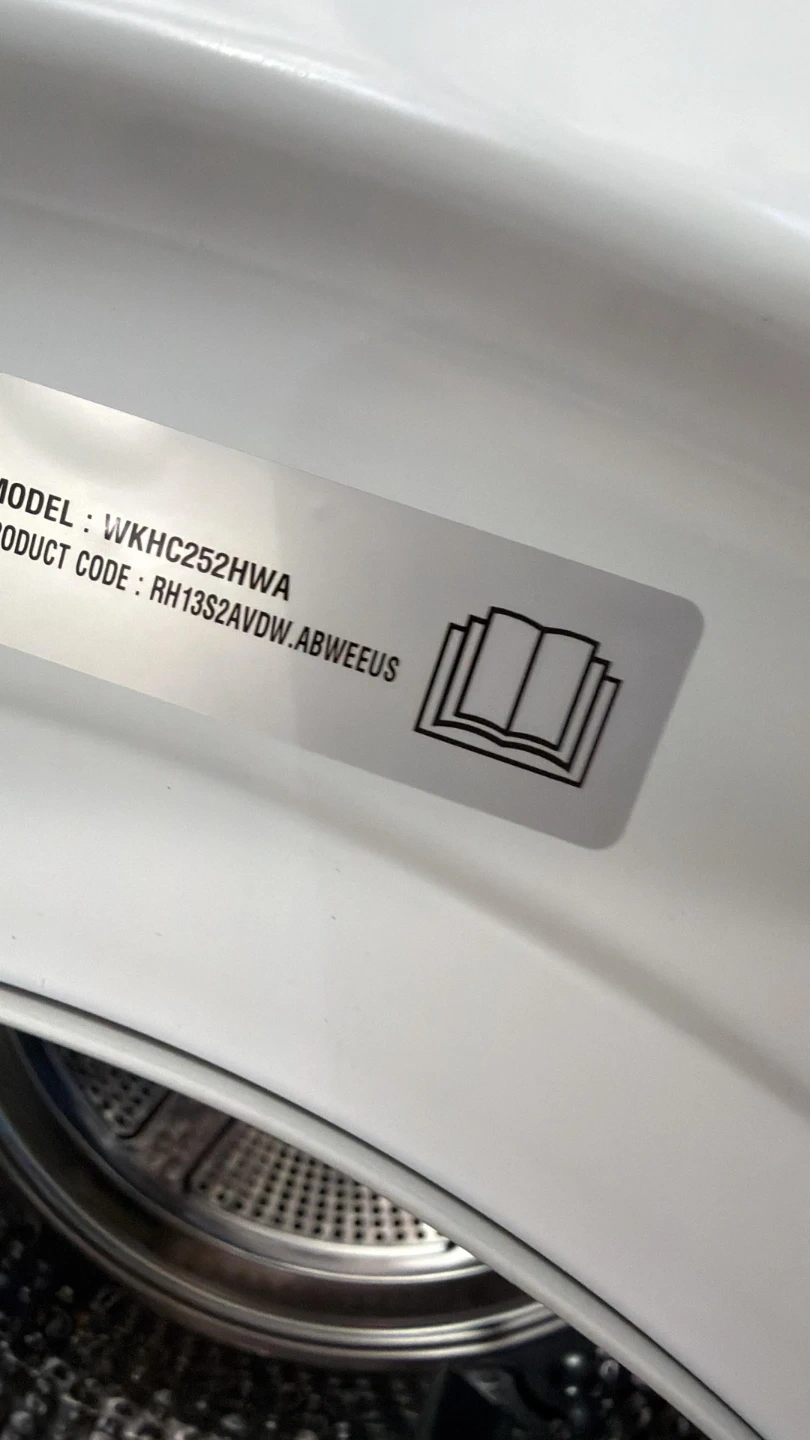 MODEL : WKHC252HWA
PRODUCT CODE : RH13S2AVDW.ABWEEUS